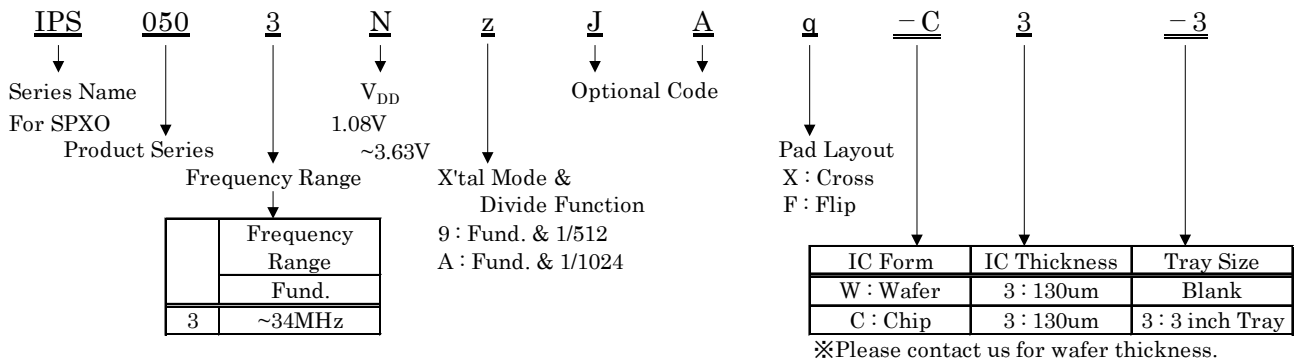 IPS 050 3 N z J A q －C 3 －3
Series Name
For SPXO
Product Series
Frequency Range
VDD
1.08V
~3.63V
X'tal Mode &
Divide Function
9 : Fund. & 1/512
A : Fund. & 1/1024
Optional Code
Pad Layout
X : Cross
F : Flip
Frequency
Range
Fund.
3 ~34MHz
IC Form IC Thickness Tray Size
W : Wafer 3 : 130um Blank
C : Chip 3 : 130um 3 : 3 inch Tray
※Please contact us for wafer thickness.